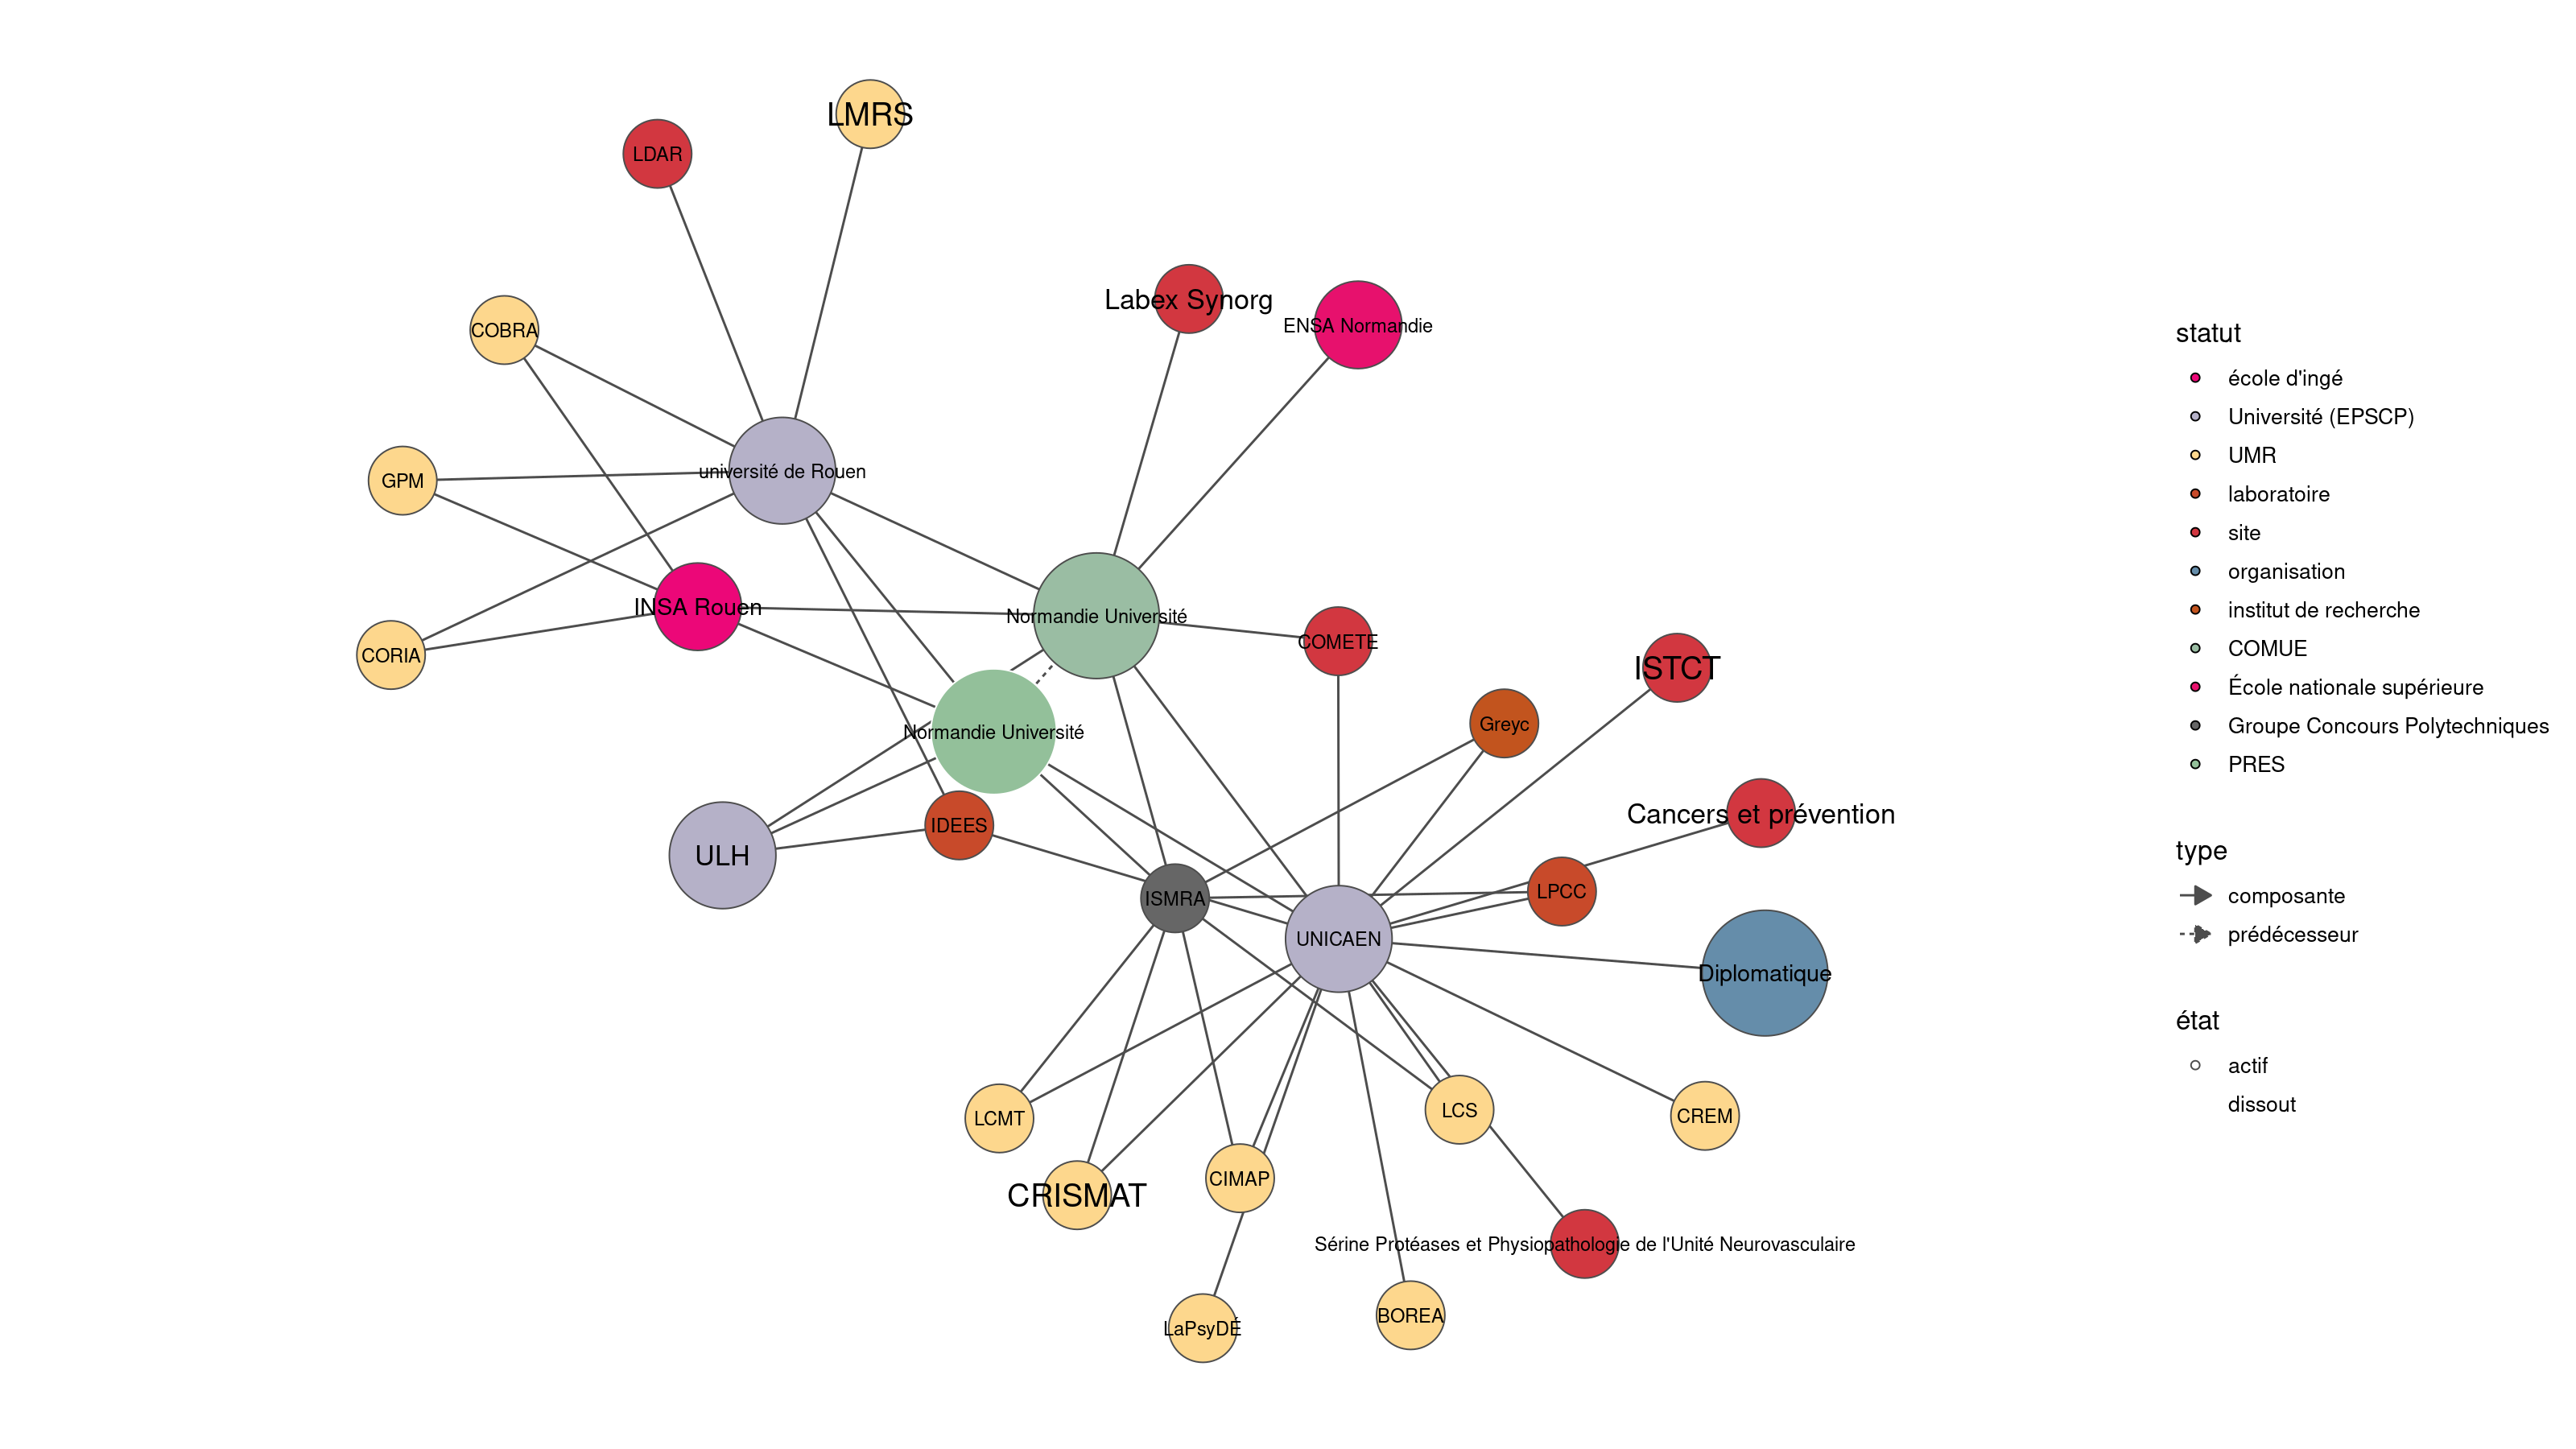 LMRS
LDAR
Labex Synorg
ENSA Normandie
COBRA
université de Rouen
GPM
INSA Rouen
Normandie Université
COMETE
CORIA
ISTCT
Greyc
Normandie Université
Cancers et prévention
IDEES
ULH
LPCC
ISMRA
UNICAEN
Diplomatique
LCS
CREM
LCMT
CIMAP
CRISMAT
Sérine Protéases et Physiopathologie de l'Unité Neurovasculaire
BOREA
LaPsyDÉ
statut
école d'ingé
Université (EPSCP)
UMR
laboratoire
site
organisation
institut de recherche
COMUE
École nationale supérieure
Groupe Concours Polytechniques
PRES
type
composante
prédécesseur
état
actif
dissout